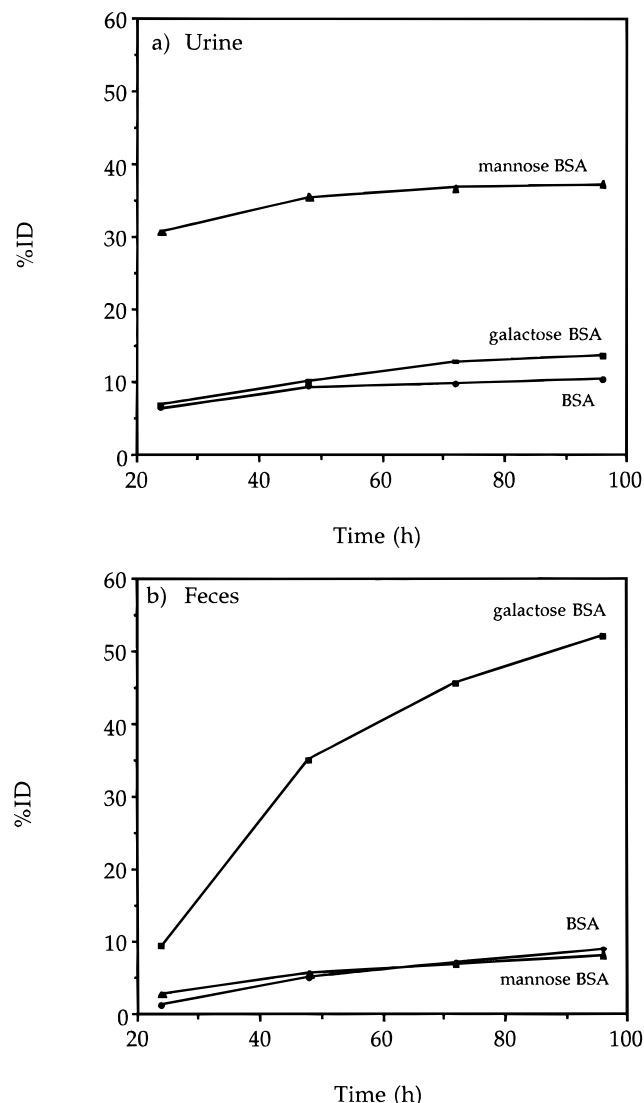 60
a) Urine
50
mannose BSA
40
30
%ID
20
galactose BSA
10
BSA
0
20 40 60 80 100
Time (h)
60
b) Feces
galactose BSA
50
40
30
%ID
20
BSA
10
mannose BSA
0
20 40 60 80 100
Time (h)